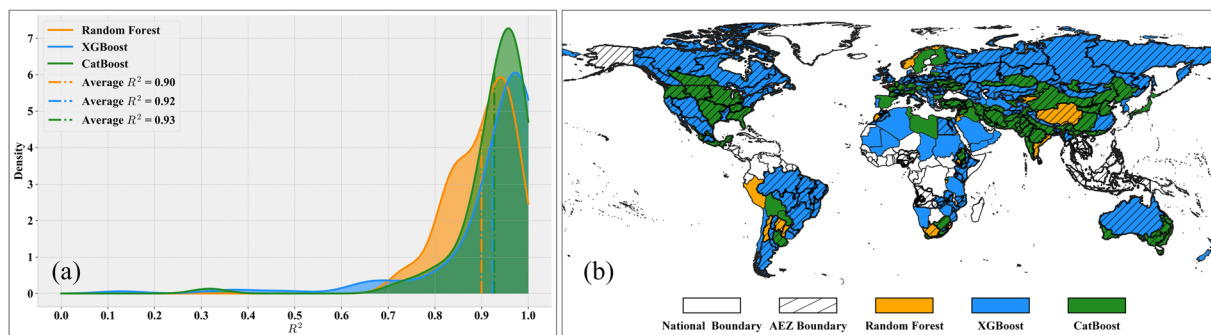 Random Forest
XGBoost
CatBoost
Average R² = 0.90
Average R² = 0.92
Average R² = 0.93
7
6
5
4
3
2
1
0
Density
0.0 0.1 0.2 0.3 0.4 0.5 0.6 0.7 0.8 0.9 1.0
R²
(a)
(b)
National Boundary AEZ Boundary Random Forest XGBoost CatBoost